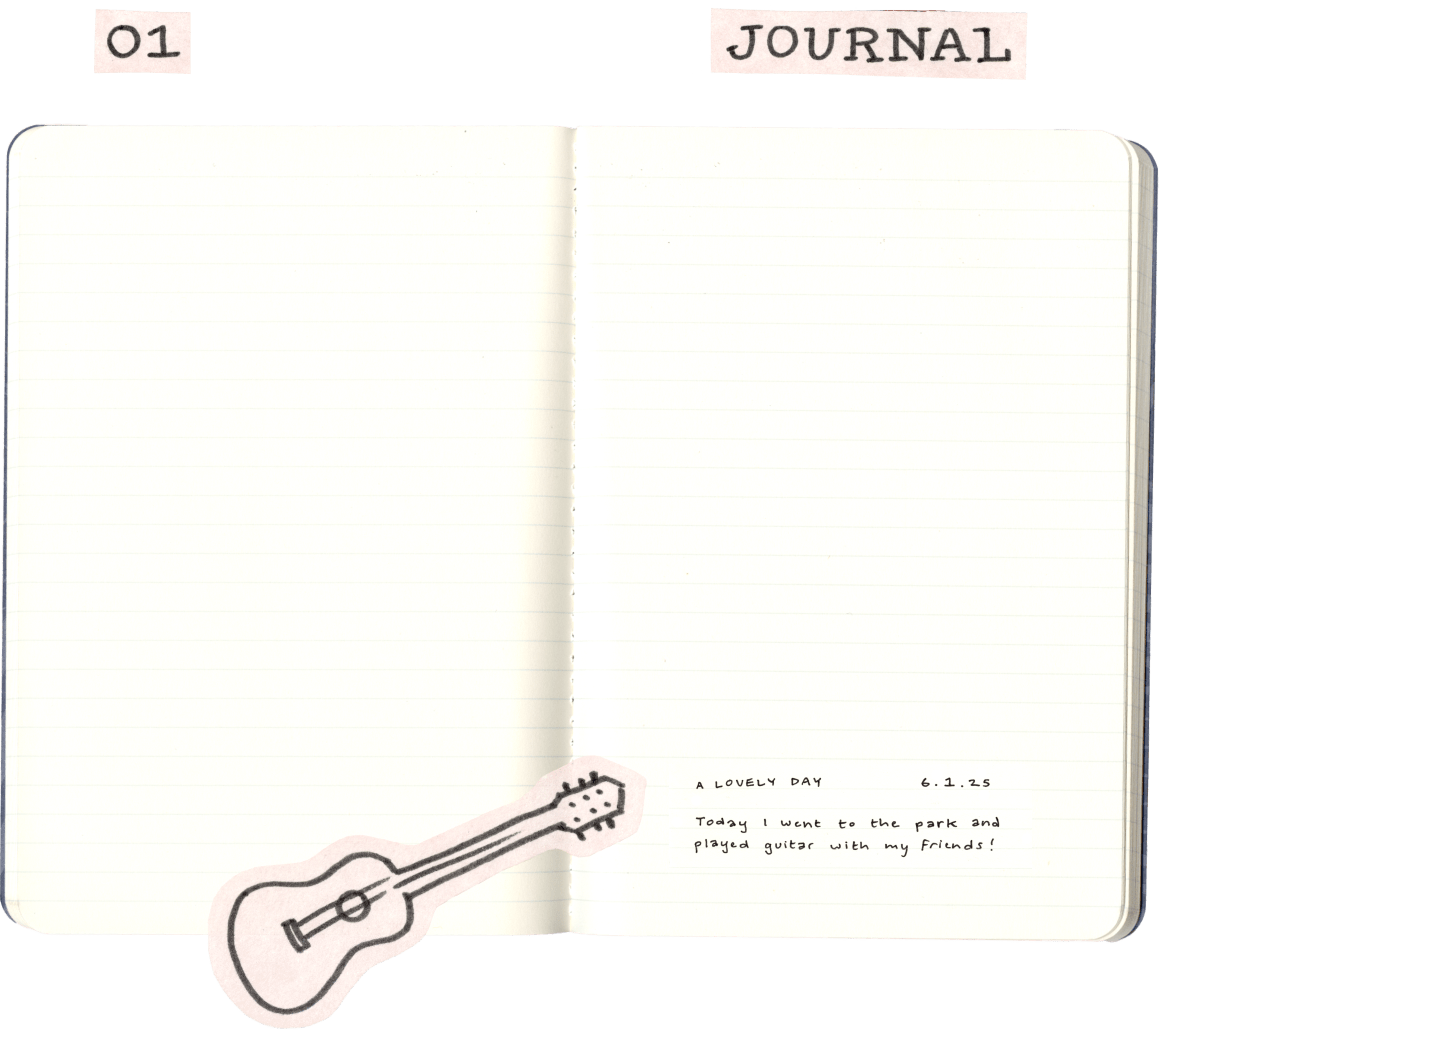 01
JOURNAL
A LOVELY DAY 6.1.25
Today I went to the park and
played guitar with my friends!